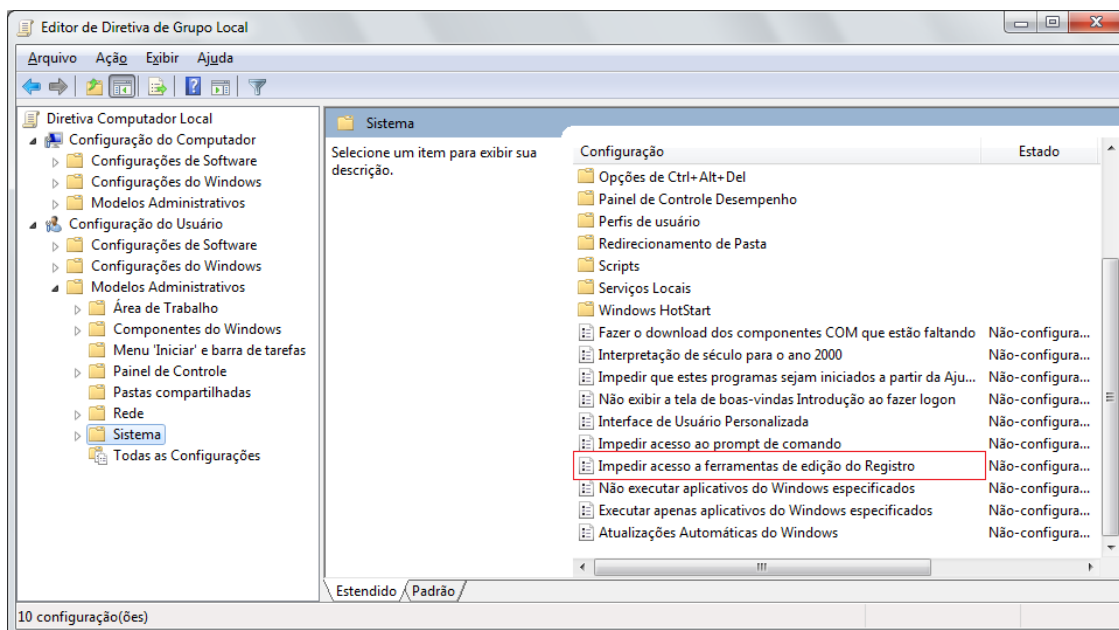 Editor de Diretiva de Grupo Local
Arquivo Ação Exibir Ajuda
Diretiva Computador Local
Configuração do Computador
Configurações de Software
Configurações do Windows
Modelos Administrativos
Configuração do Usuário
Configurações de Software
Configurações do Windows
Modelos Administrativos
Área de Trabalho
Componentes do Windows
Menu 'Iniciar' e barra de tarefas
Painel de Controle
Pastas compartilhadas
Rede
Sistema
Todas as Configurações
Sistema
Selecione um item para exibir sua
descrição.
Configuração Estado
Opções de Ctrl+Alt+Del
Painel de Controle Desempenho
Perfis de usuário
Redirecionamento de Pasta
Scripts
Serviços Locais
Windows HotStart
Fazer o download dos componentes COM que estão faltando Não-configura...
Interpretação de século para o ano 2000 Não-configura...
Impedir que estes programas sejam iniciados a partir da Aju... Não-configura...
Não exibir a tela de boas-vindas Introdução ao fazer logon Não-configura...
Interface de Usuário Personalizada Não-configura...
Impedir acesso ao prompt de comando Não-configura...
Impedir acesso a ferramentas de edição do Registro Não-configura...
Não executar aplicativos do Windows especificados Não-configura...
Executar apenas aplicativos do Windows especificados Não-configura...
Atualizações Automáticas do Windows Não-configura...
Estendido Padrão
10 configuração(ões)